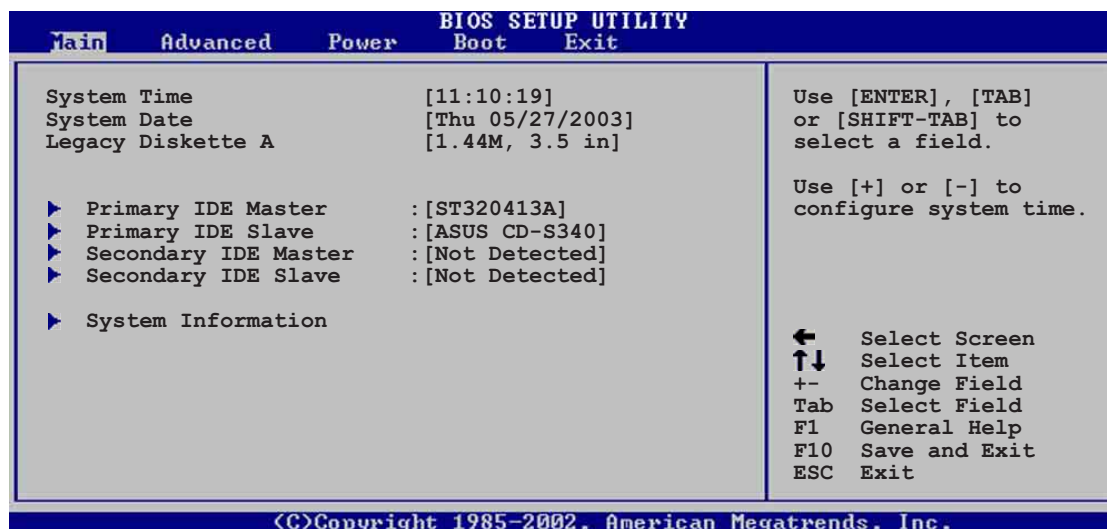 BIOS SETUP UTILITY
Main Advanced Power Boot Exit
System Time [11:10:19]
System Date [Thu 05/27/2003]
Legacy Diskette A [1.44M, 3.5 in]
Primary IDE Master :[ST320413A]
Primary IDE Slave :[ASUS CD-S340]
Secondary IDE Master :[Not Detected]
Secondary IDE Slave :[Not Detected]
System Information
Use [ENTER], [TAB]
or [SHIFT-TAB] to
select a field.
Use [+] or [-] to
configure system time.
← Select Screen
↑↓ Select Item
+- Change Field
Tab Select Field
F1 General Help
F10 Save and Exit
ESC Exit
(C)Copyright 1985-2002, American Megatrends, Inc.